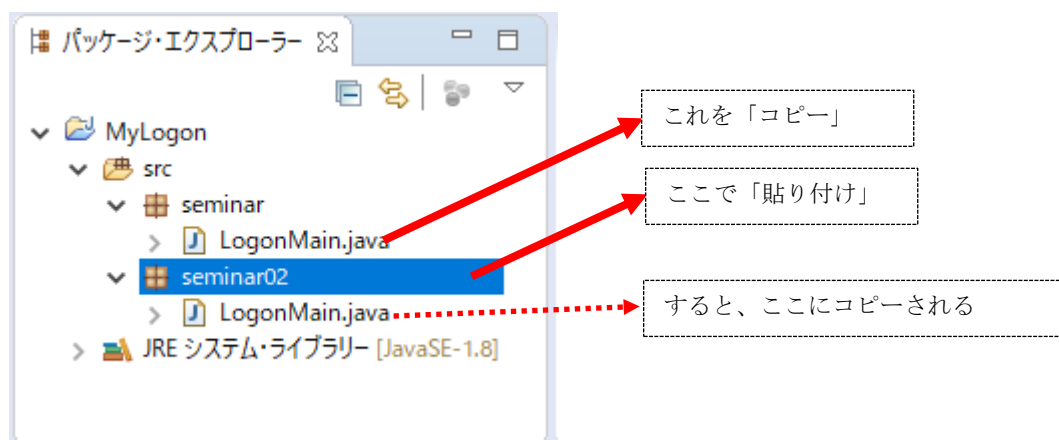 パッケージ・エクスプローラー
MyLogon
src
seminar
LogonMain.java
seminar02
LogonMain.java
JRE システム・ライブラリー [JavaSE-1.8]
これを「コピー」
ここで「貼り付け」
すると、ここにコピーされる